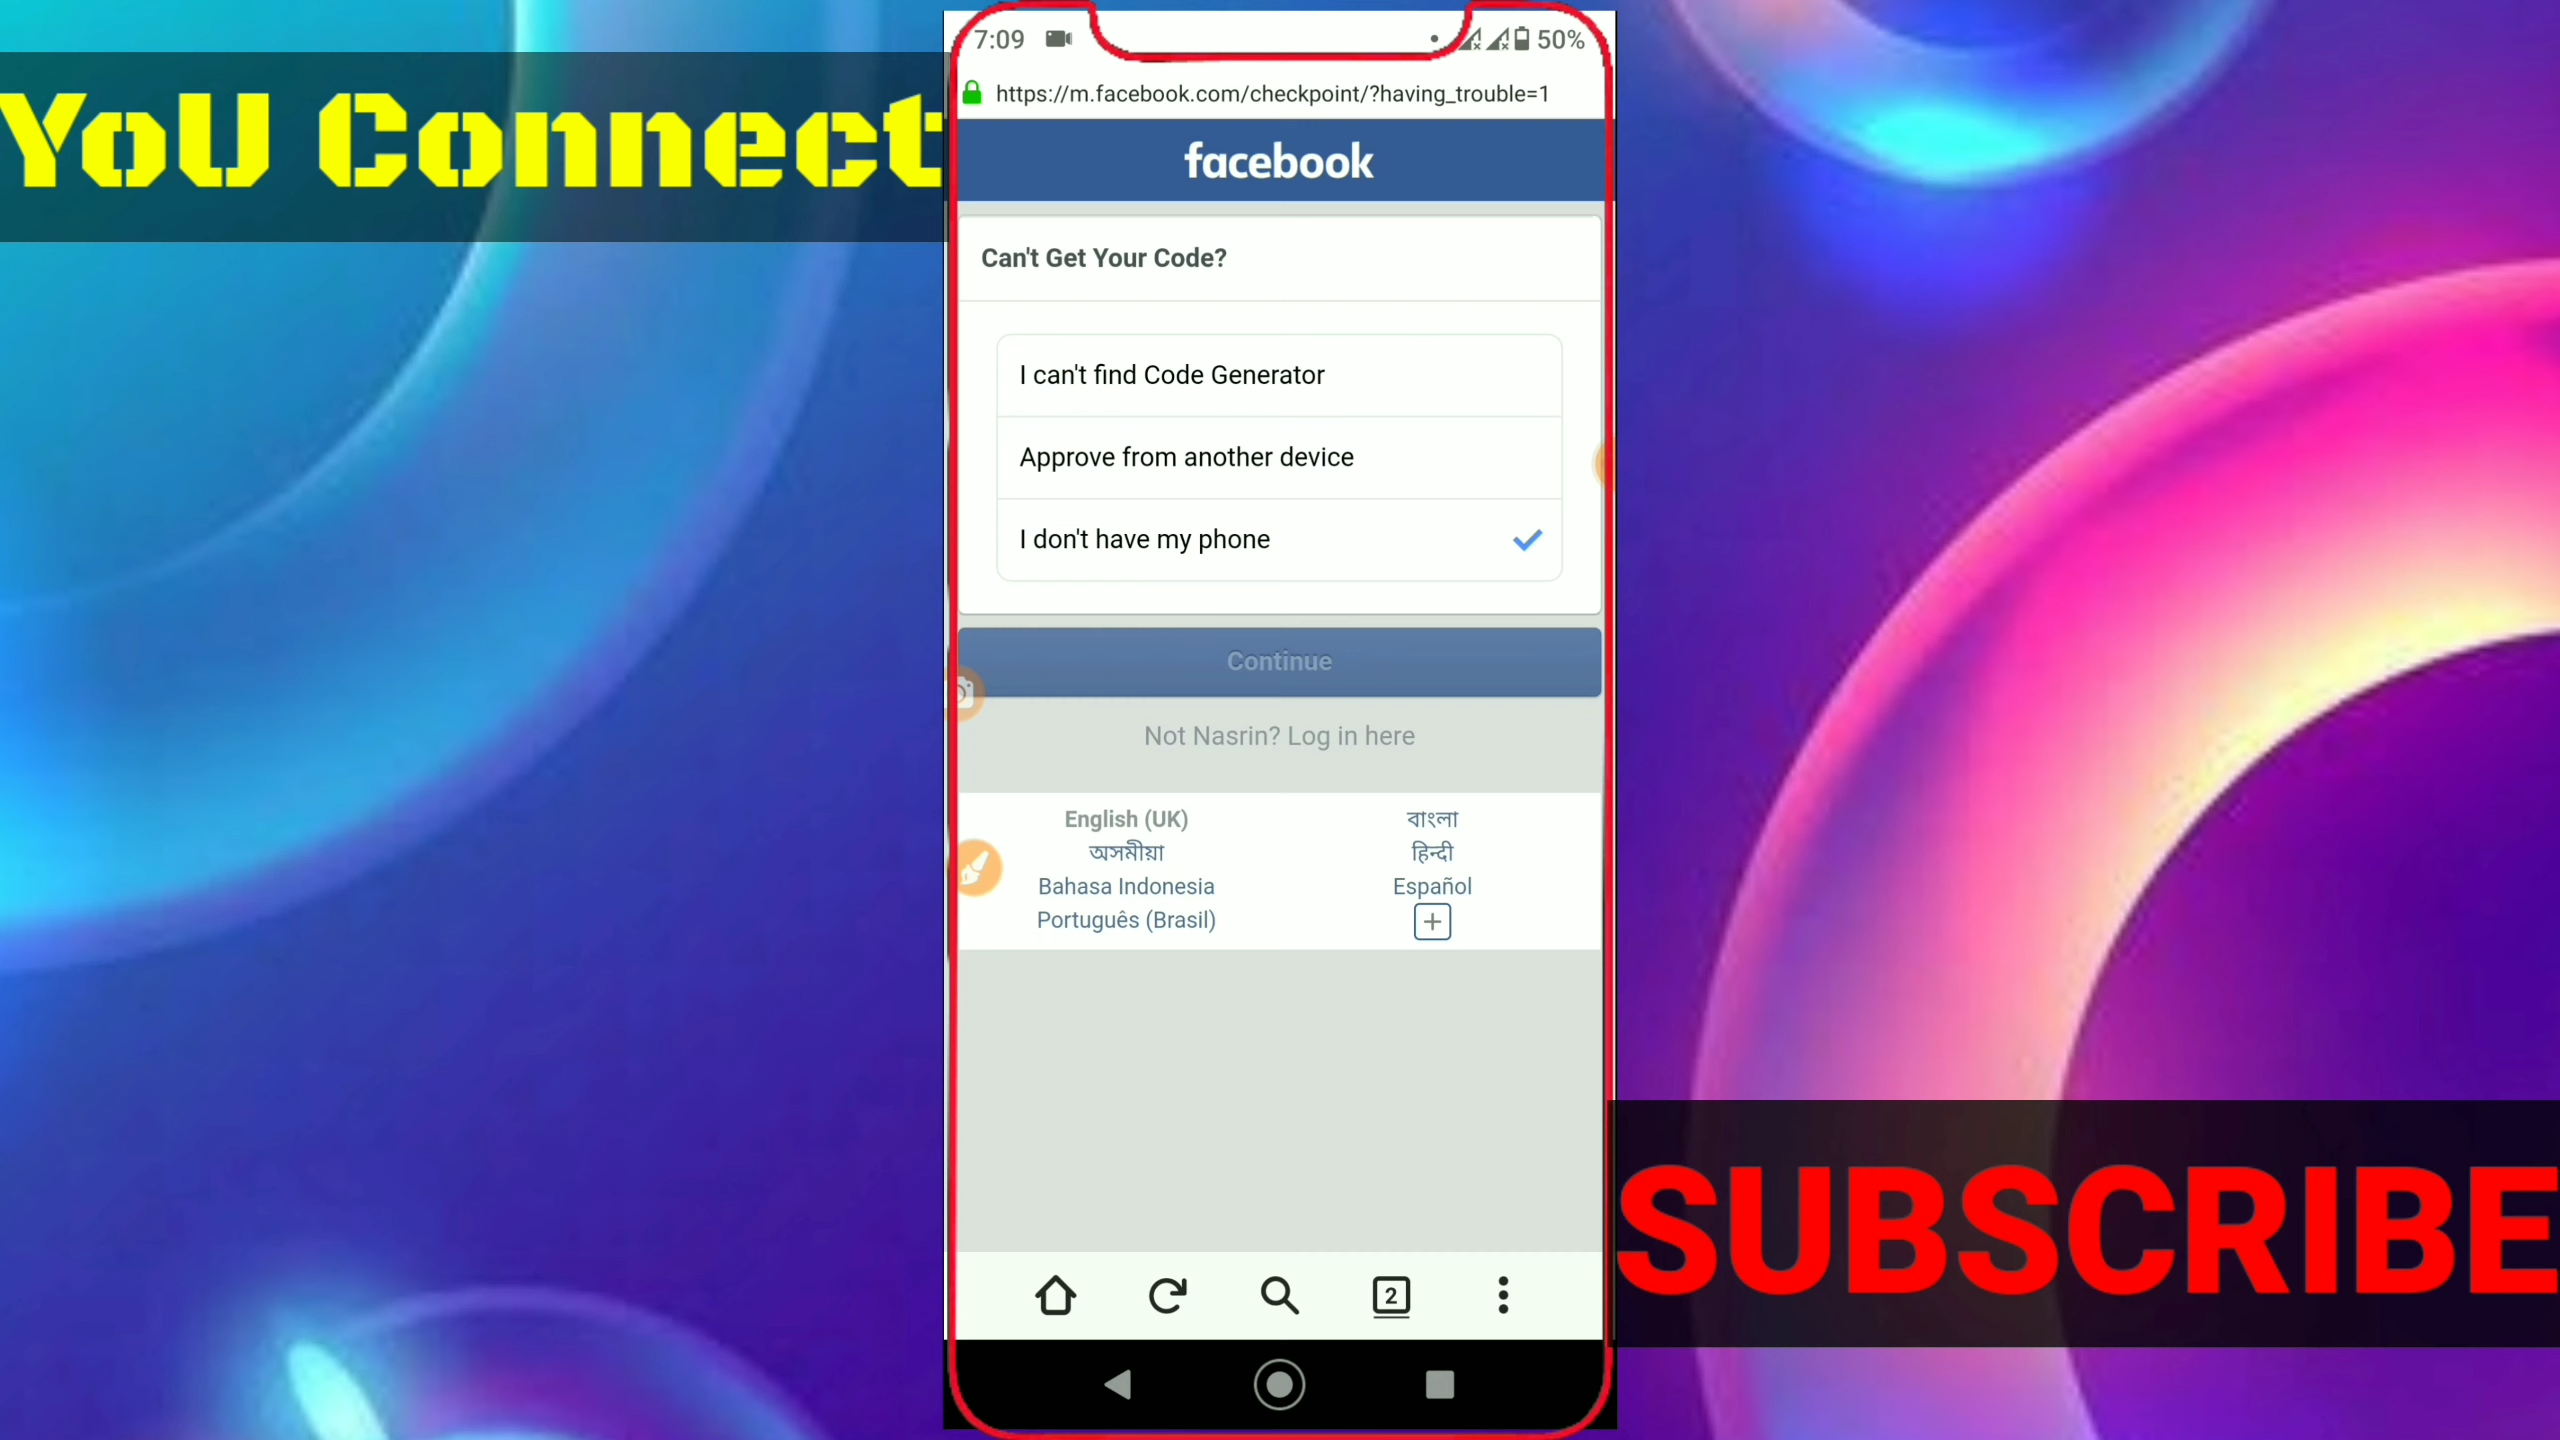 YoU Connect
7:09
50%
https://m.facebook.com/checkpoint/?having_trouble=1
facebook
Can't Get Your Code?
I can't find Code Generator
Approve from another device
I don't have my phone
Continue
Not Nasrin? Log in here
English (UK)
বাংলা
অসমীয়া
हिन्दी
Bahasa Indonesia
Español
Português (Brasil)
2
SUBSCRIBE